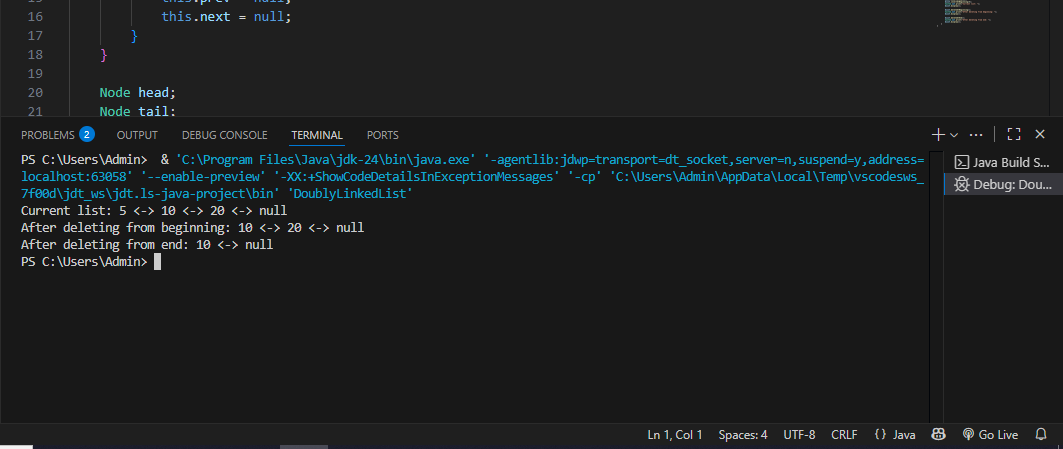 this.prev = null;
16 this.next = null;
17 }
18 }
19
20 Node head;
21 Node tail;
PROBLEMS 2 OUTPUT DEBUG CONSOLE TERMINAL PORTS
PS C:\Users\Admin>  & 'C:\Program Files\Java\jdk-24\bin\java.exe' '-agentlib:jdwp=transport=dt_socket,server=n,suspend=y,address=
localhost:63058' '--enable-preview' '-XX:+ShowCodeDetailsInExceptionMessages' '-cp' 'C:\Users\Admin\AppData\Local\Temp\vscodesws_
7f00d\jdt_ws\jdt.ls-java-project\bin' 'DoublyLinkedList'
Current list: 5 <-> 10 <-> 20 <-> null
After deleting from beginning: 10 <-> 20 <-> null
After deleting from end: 10 <-> null
PS C:\Users\Admin>
Java Build S...
Debug: Dou...
Ln 1, Col 1 Spaces: 4 UTF-8 CRLF {} Java Go Live